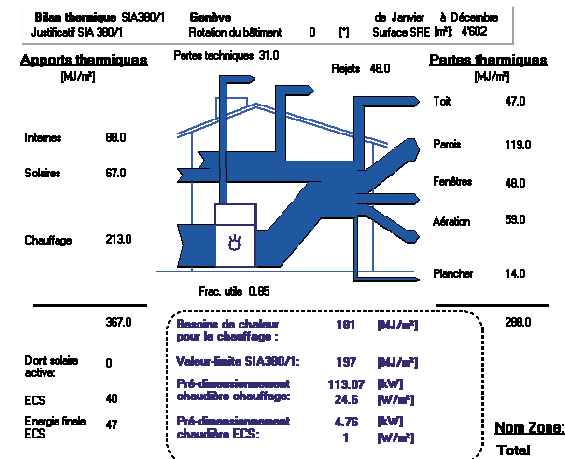 Bilan thermique SIA380/1 Genève de Janvier à Décembre
Justificatif SIA 380/1 Rotation du bâtiment 0 [°] Surface SRE [m²] 4'602
Apports thermiques Pertes techniques 31.0 Rejets 48.0 Pertes thermiques
[MJ/m²] [MJ/m²]
Toit 47.0
Internes 88.0
Parois 119.0
Solaires 67.0
Fenêtres 48.0
Aération 59.0
Chauffage 213.0
Plancher 14.0
Frac. utile 0.85
367.0 288.0
Besoins de chaleur
pour le chauffage : 181 [MJ/m²]
Dont solaire
active: 0
Valeur-limite SIA380/1: 197 [MJ/m²]
Pré-dimensionnement 113.07 [kW]
chaudière chauffage: 24.6 [W/m²]
ECS 40
Energie finale
ECS 47
Pré-dimensionnement 4.76 [kW]
chaudière ECS: 1 [W/m²]
Nom Zone:
Total